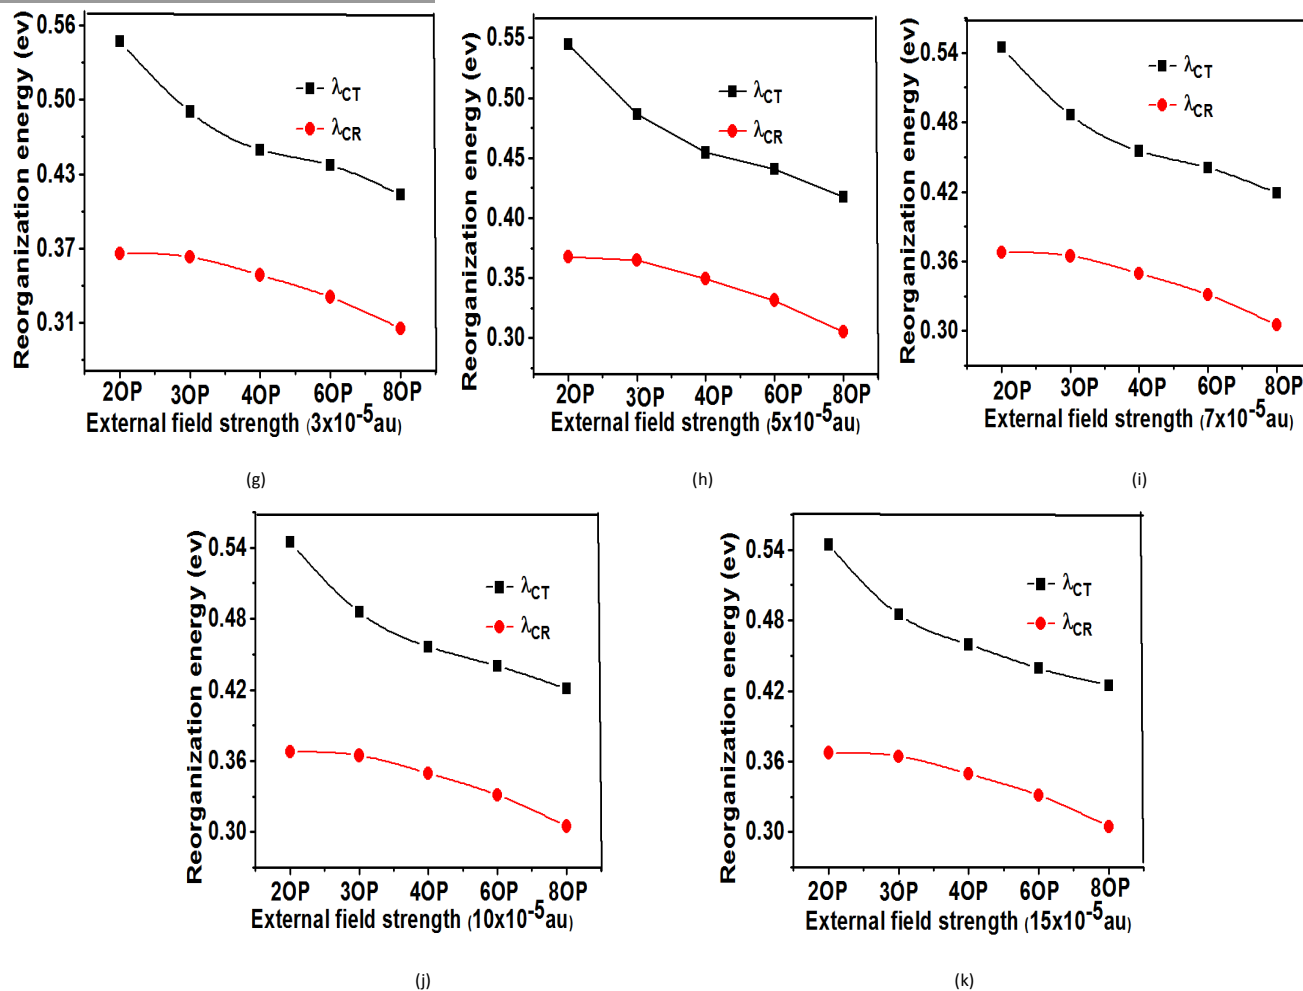 Reorganization energy (ev)
0.56
0.50
0.43
0.37
0.31
λCT
λCR
2OP 3OP 4OP 6OP 8OP
External field strength (3x10-5au)
(g)
Reorganization energy (ev)
0.55
0.50
0.45
0.40
0.35
0.30
λCT
λCR
2OP 3OP 4OP 6OP 8OP
External field strength (5x10-5au)
(h)
Reorganization energy (ev)
0.54
0.48
0.42
0.36
0.30
λCT
λCR
2OP 3OP 4OP 6OP 8OP
External field strength (7x10-5au)
(i)
Reorganization energy (ev)
0.54
0.48
0.42
0.36
0.30
λCT
λCR
2OP 3OP 4OP 6OP 8OP
External field strength (10x10-5au)
(j)
Reorganization energy (ev)
0.54
0.48
0.42
0.36
0.30
λCT
λCR
2OP 3OP 4OP 6OP 8OP
External field strength (15x10-5au)
(k)